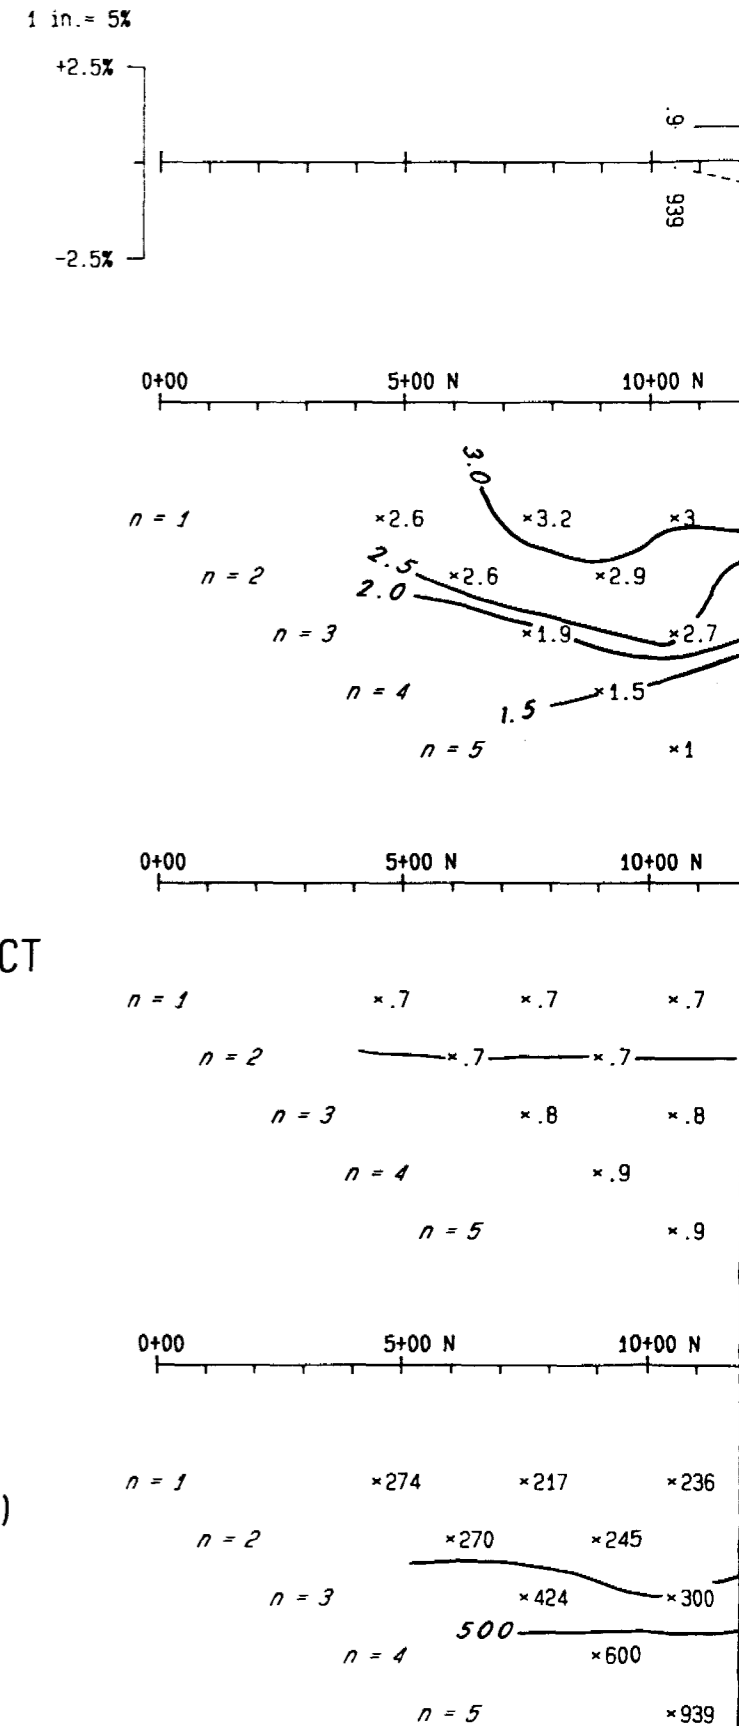 1 in.= 5%
+2.5%
.9
939
-2.5%
0+00 5+00 N 10+00 N
3.0
n = 1 ×2.6 ×3.2 ×3
2.5
n = 2 ×2.6 ×2.9
2.0
n = 3 ×1.9 ×2.7
n = 4 ×1.5
1.5
n = 5 ×1
0+00 5+00 N 10+00 N
CT
n = 1 ×.7 ×.7 ×.7
n = 2 ×.7 ×.7
n = 3 ×.8 ×.8
n = 4 ×.9
n = 5 ×.9
0+00 5+00 N 10+00 N
n = 1 ×274 ×217 ×236
)
n = 2 ×270 ×245
n = 3 ×424 ×300
500
n = 4 ×600
n = 5 ×939